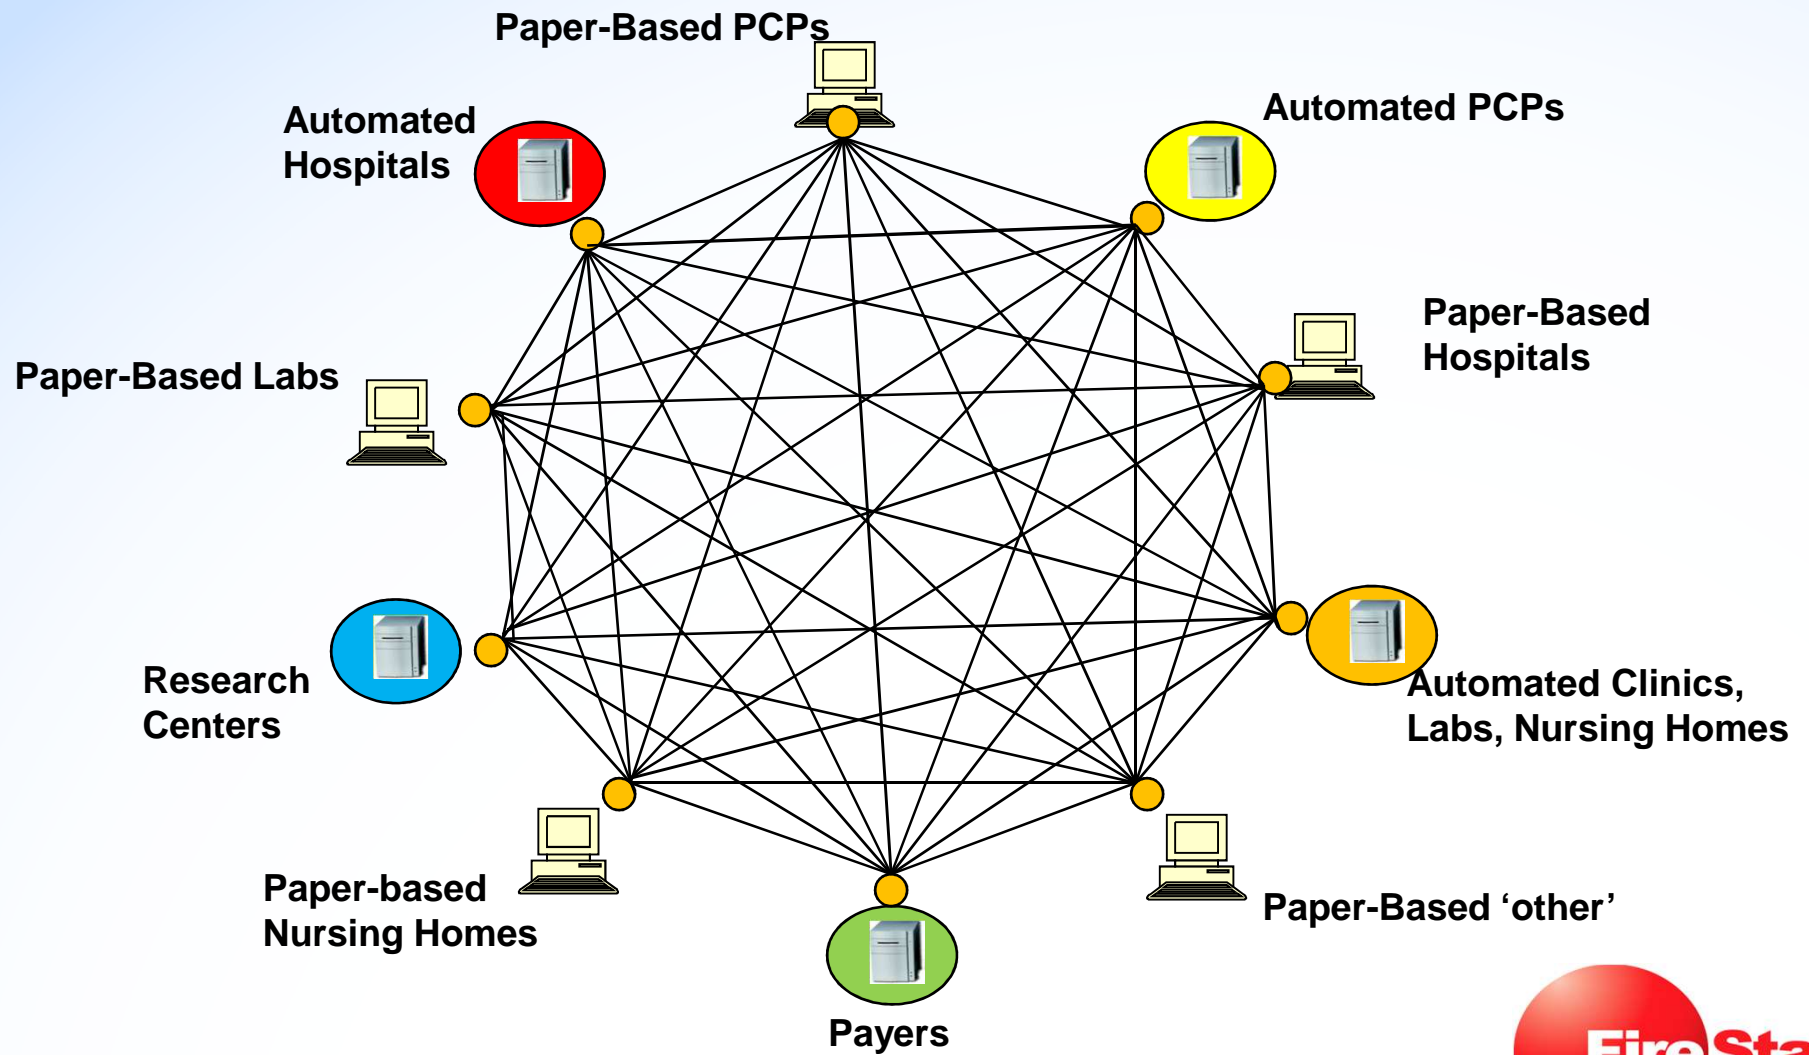 Paper-Based PCPs
Automated PCPs
Automated
Hospitals
Paper-Based
Hospitals
Paper-Based Labs
Research
Centers
Automated Clinics,
Labs, Nursing Homes
Paper-based
Nursing Homes
Paper-Based ‘other’
Payers